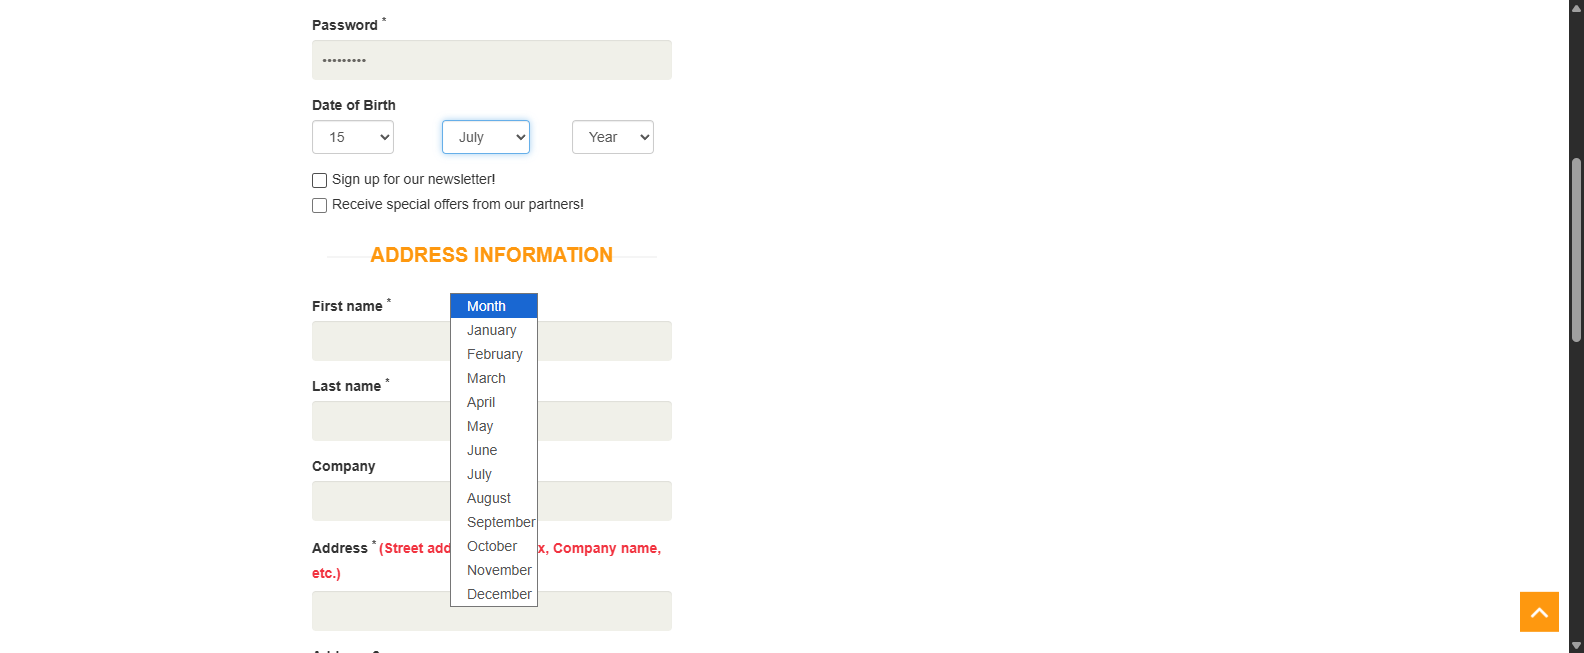 Password *
•••••••••
Date of Birth
15 July Year
Sign up for our newsletter!
Receive special offers from our partners!
ADDRESS INFORMATION
First name *
Month
January
February
March
Last name *
April
May
June
Company
July
August
September
Address * (Street add x, Company name,
October
etc.)
November
December